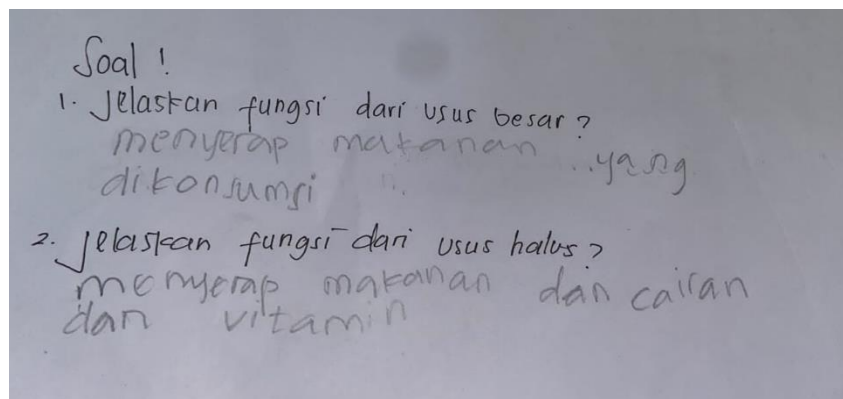 Soal !
1. Jelaskan fungsi dari usus besar ?
menyerap makanan ..yang
dikonsumsi
2. Jelaskan fungsi dari usus halus ?
menyerap makanan dan cairan
dan vitamin